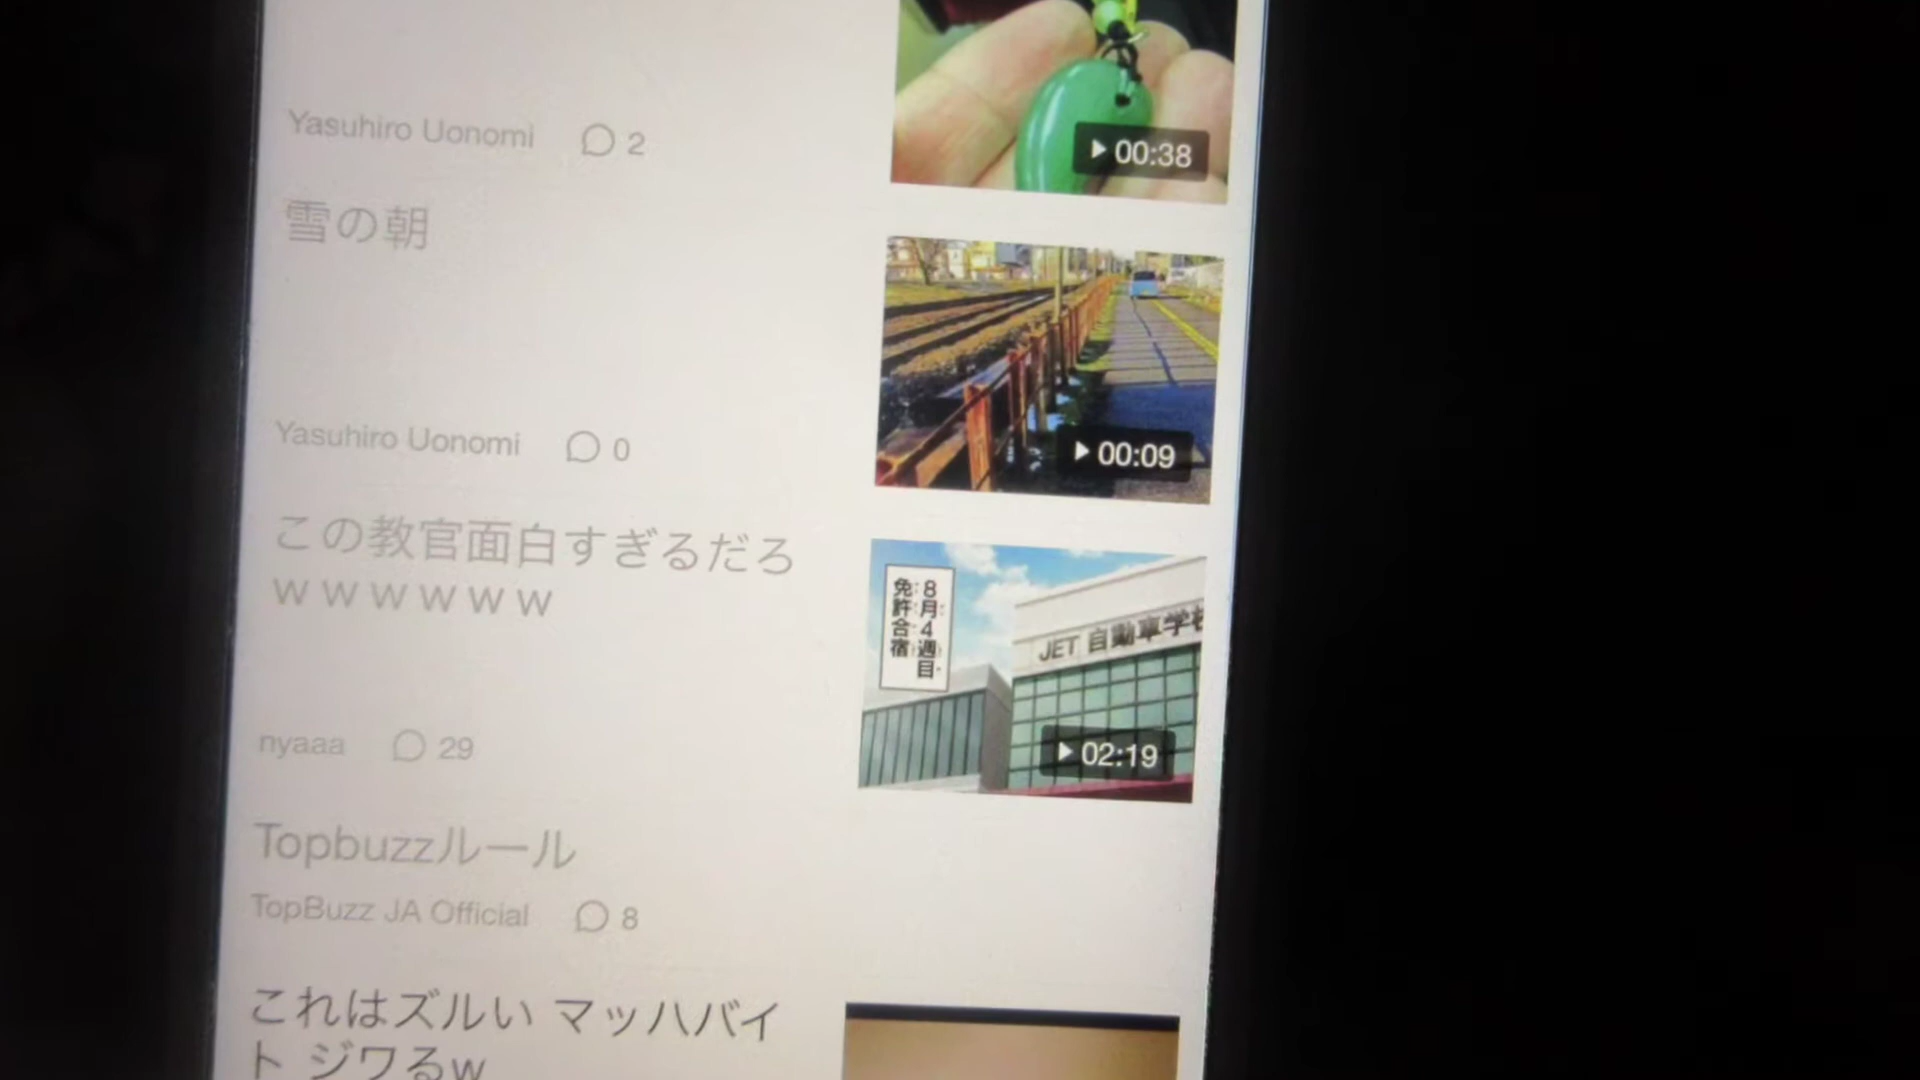 Yasuhiro Uonomi 2
00:38
雪の朝
Yasuhiro Uonomi 0
00:09
この教官面白すぎるだろ
wwwwww
8月4週目
免許合宿
JET 自動車学校
02:19
nyaaa 29
Topbuzzルール
TopBuzz JA Official 8
これはズルい マッハバイ
ト ジワるw